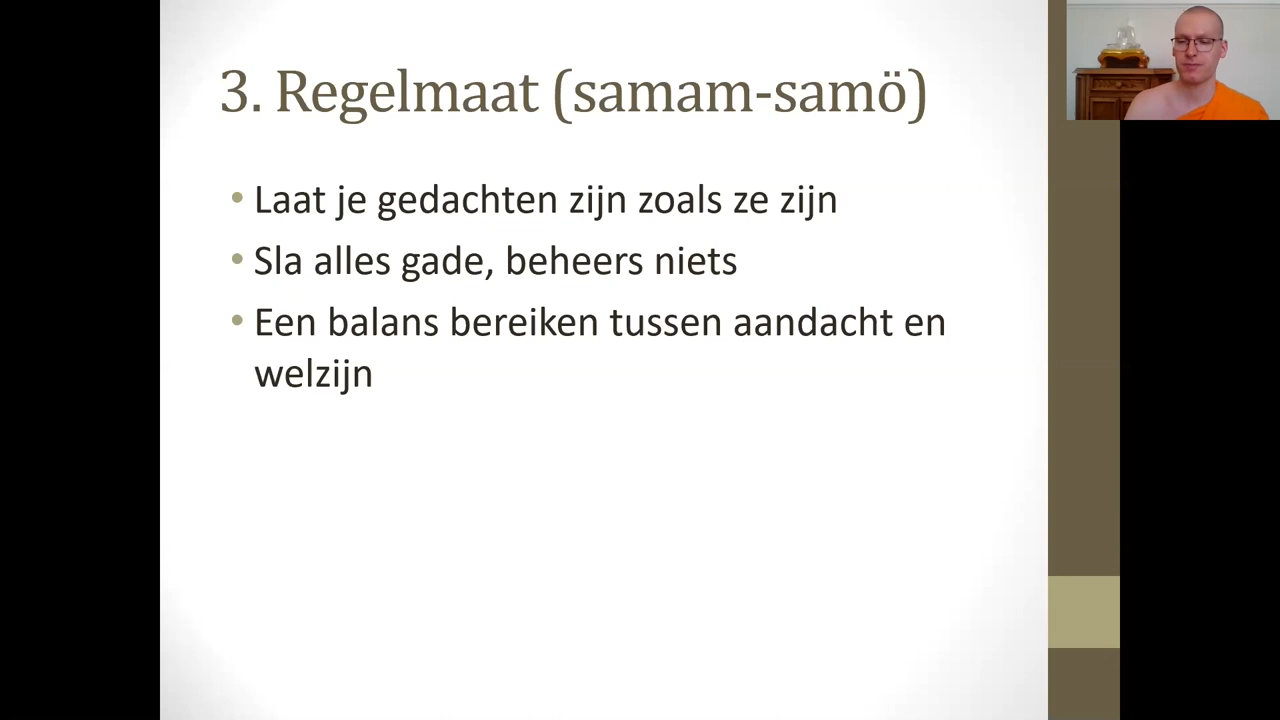 3. Regelmaat (samam-samö)
• Laat je gedachten zijn zoals ze zijn
• Sla alles gade, beheers niets
• Een balans bereiken tussen aandacht en
welzijn